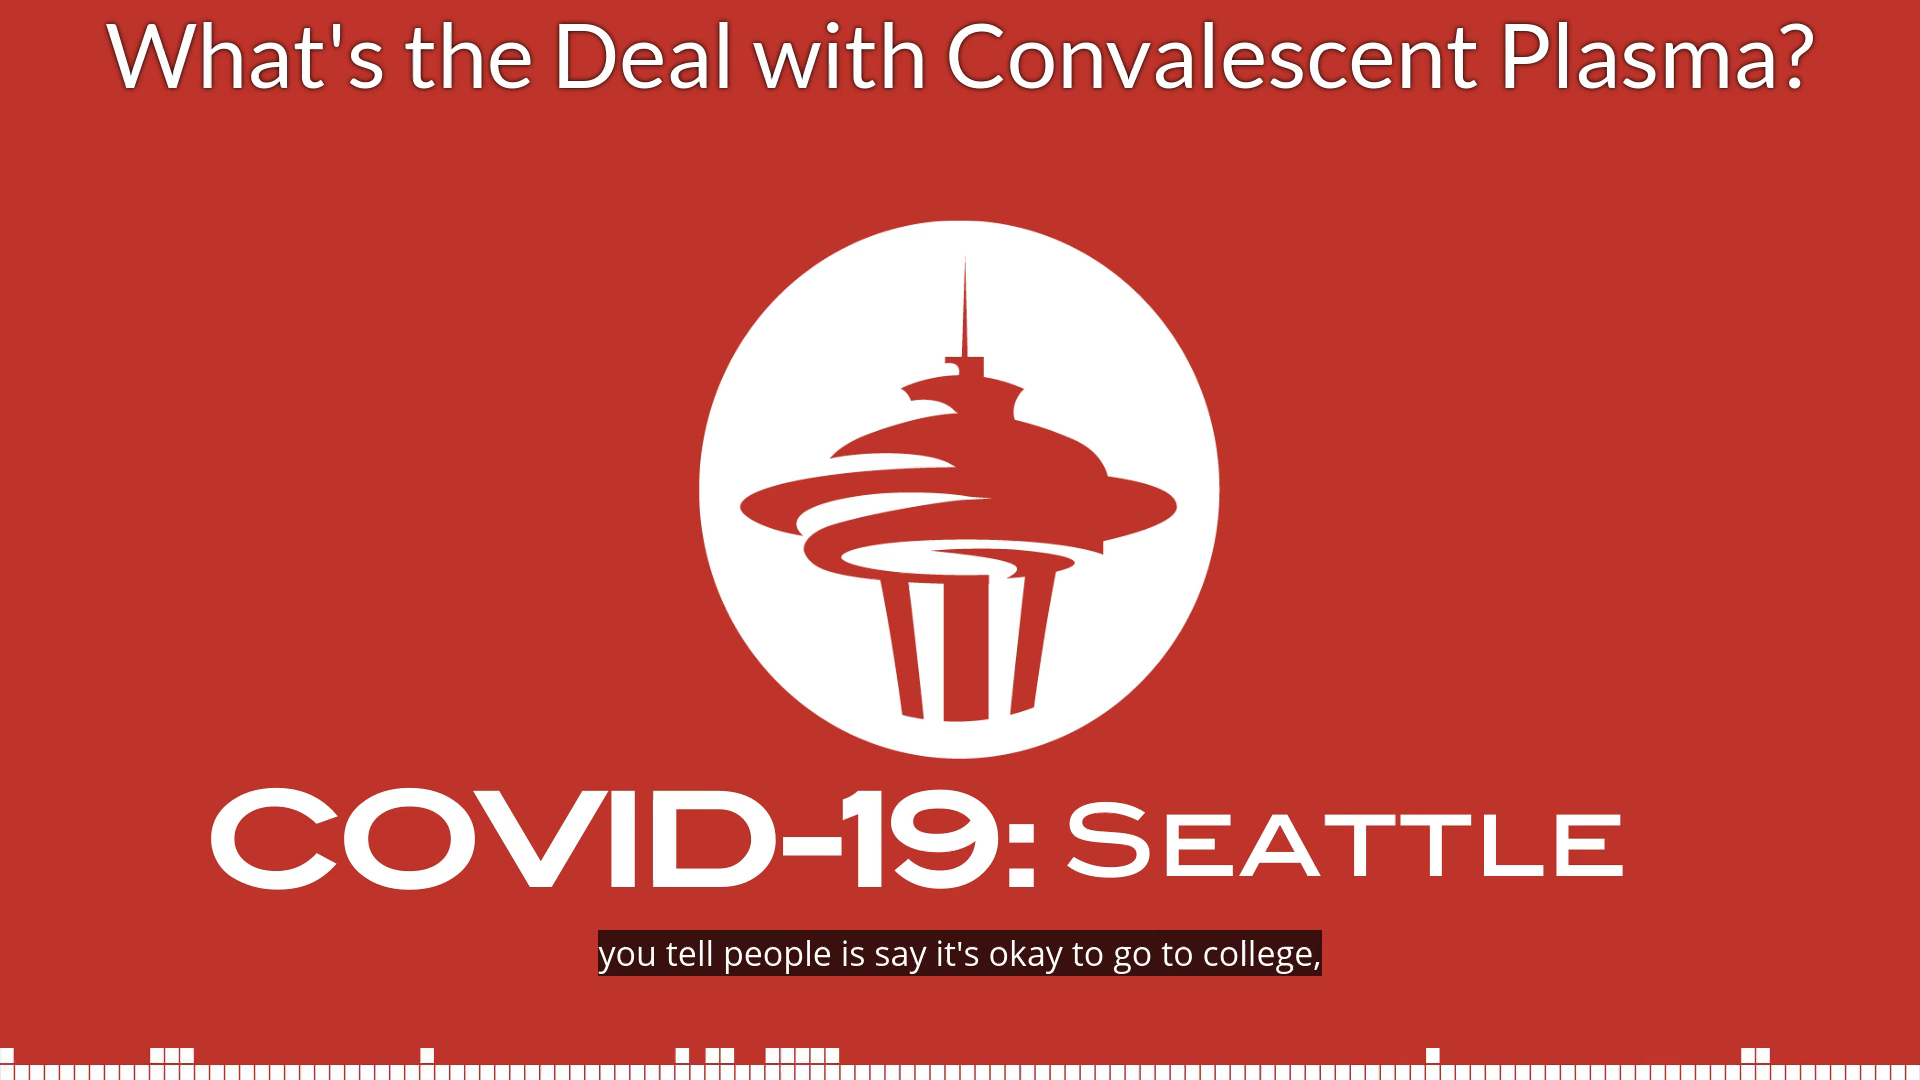 What's the Deal with Convalescent Plasma?
COVID-19: SEATTLE
you tell people is say it's okay to go to college,